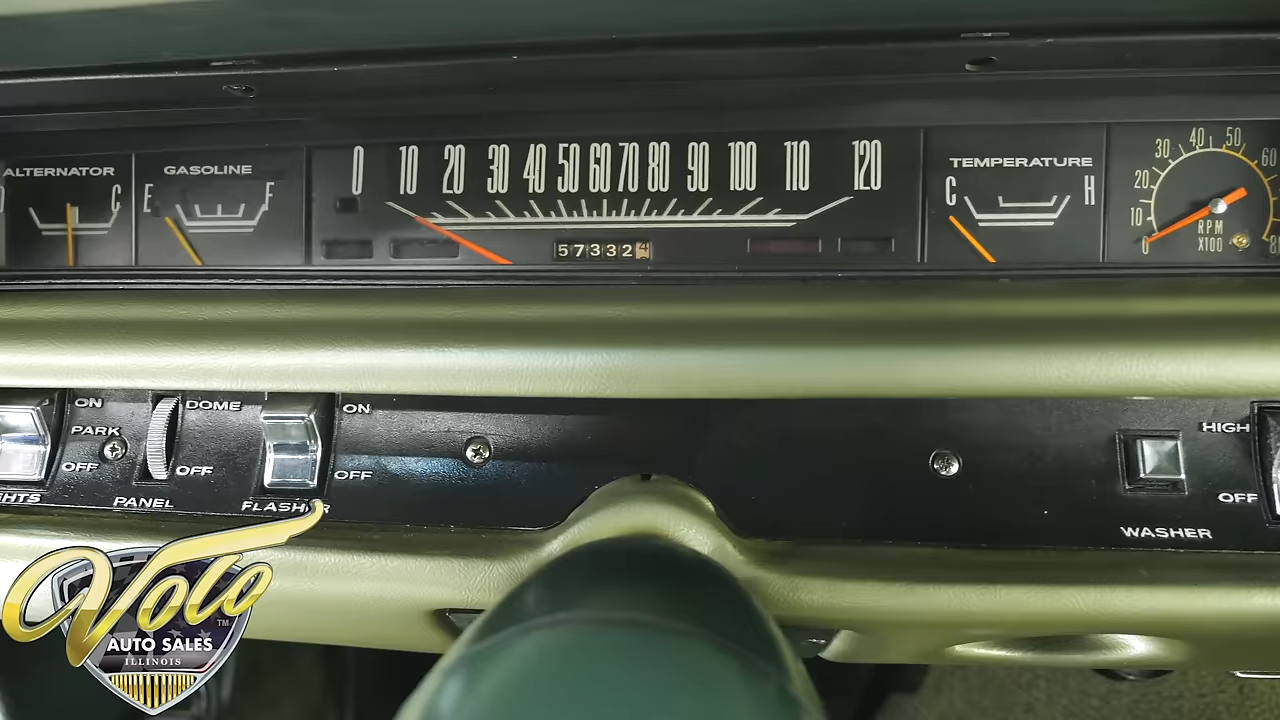 ALTERNATOR
C
GASOLINE
E F
0 10 20 30 40 50 60 70 80 90 100 110 120
57332 4
TEMPERATURE
C H
0 10 20 30 40 50 60
RPM
X100
ON
PARK
OFF
DOME
OFF
PANEL
ON
OFF
FLASHER
HIGH
OFF
WASHER
Volo
TM
AUTO SALES
ILLINOIS